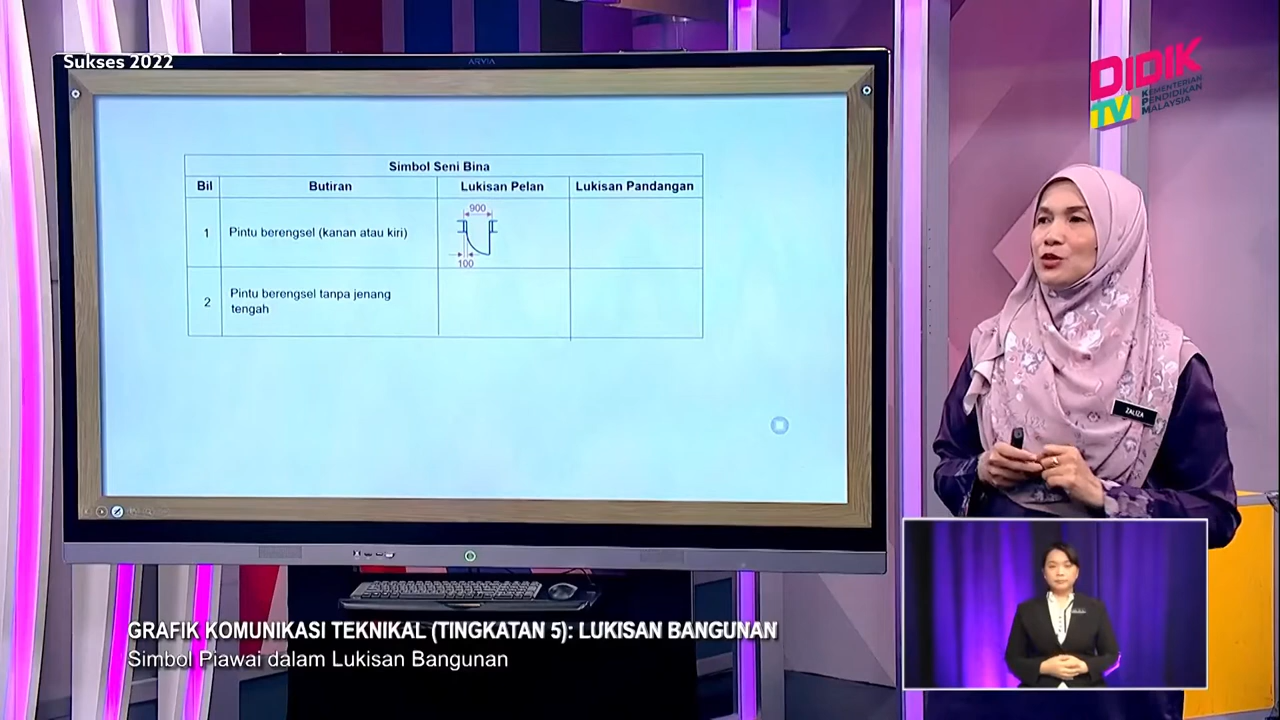 Sukses 2022
ARVIA
DIDIK
TV
KEMENTERIAN
PENDIDIKAN
MALAYSIA
Simbol Seni Bina
Bil Butiran Lukisan Pelan Lukisan Pandangan
900
1 Pintu berengsel (kanan atau kiri)
100
2 Pintu berengsel tanpa jenang
tengah
ZALIZA
GRAFIK KOMUNIKASI TEKNIKAL (TINGKATAN 5): LUKISAN BANGUNAN
Simbol Piawai dalam Lukisan Bangunan